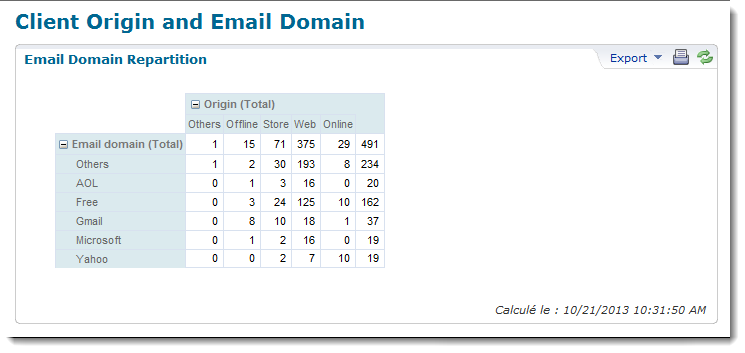 Client Origin and Email Domain
Email Domain Repartition
Export
Origin (Total)
Others Offline Store Web Online
Email domain (Total) 1 15 71 375 29 491
Others 1 2 30 193 8 234
AOL 0 1 3 16 0 20
Free 0 3 24 125 10 162
Gmail 0 8 10 18 1 37
Microsoft 0 1 2 16 0 19
Yahoo 0 0 2 7 10 19
Calculé le : 10/21/2013 10:31:50 AM